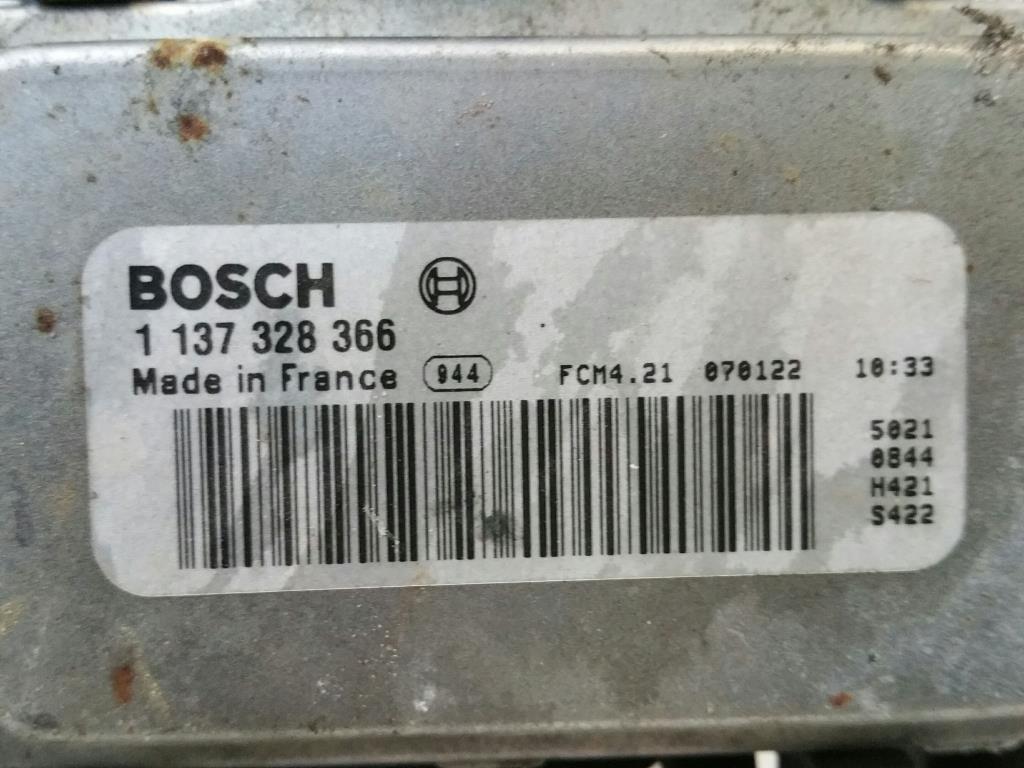 BOSCH
1 137 328 366
Made in France 944 FCM4.21 070122 10:33
5021
0844
H421
S422